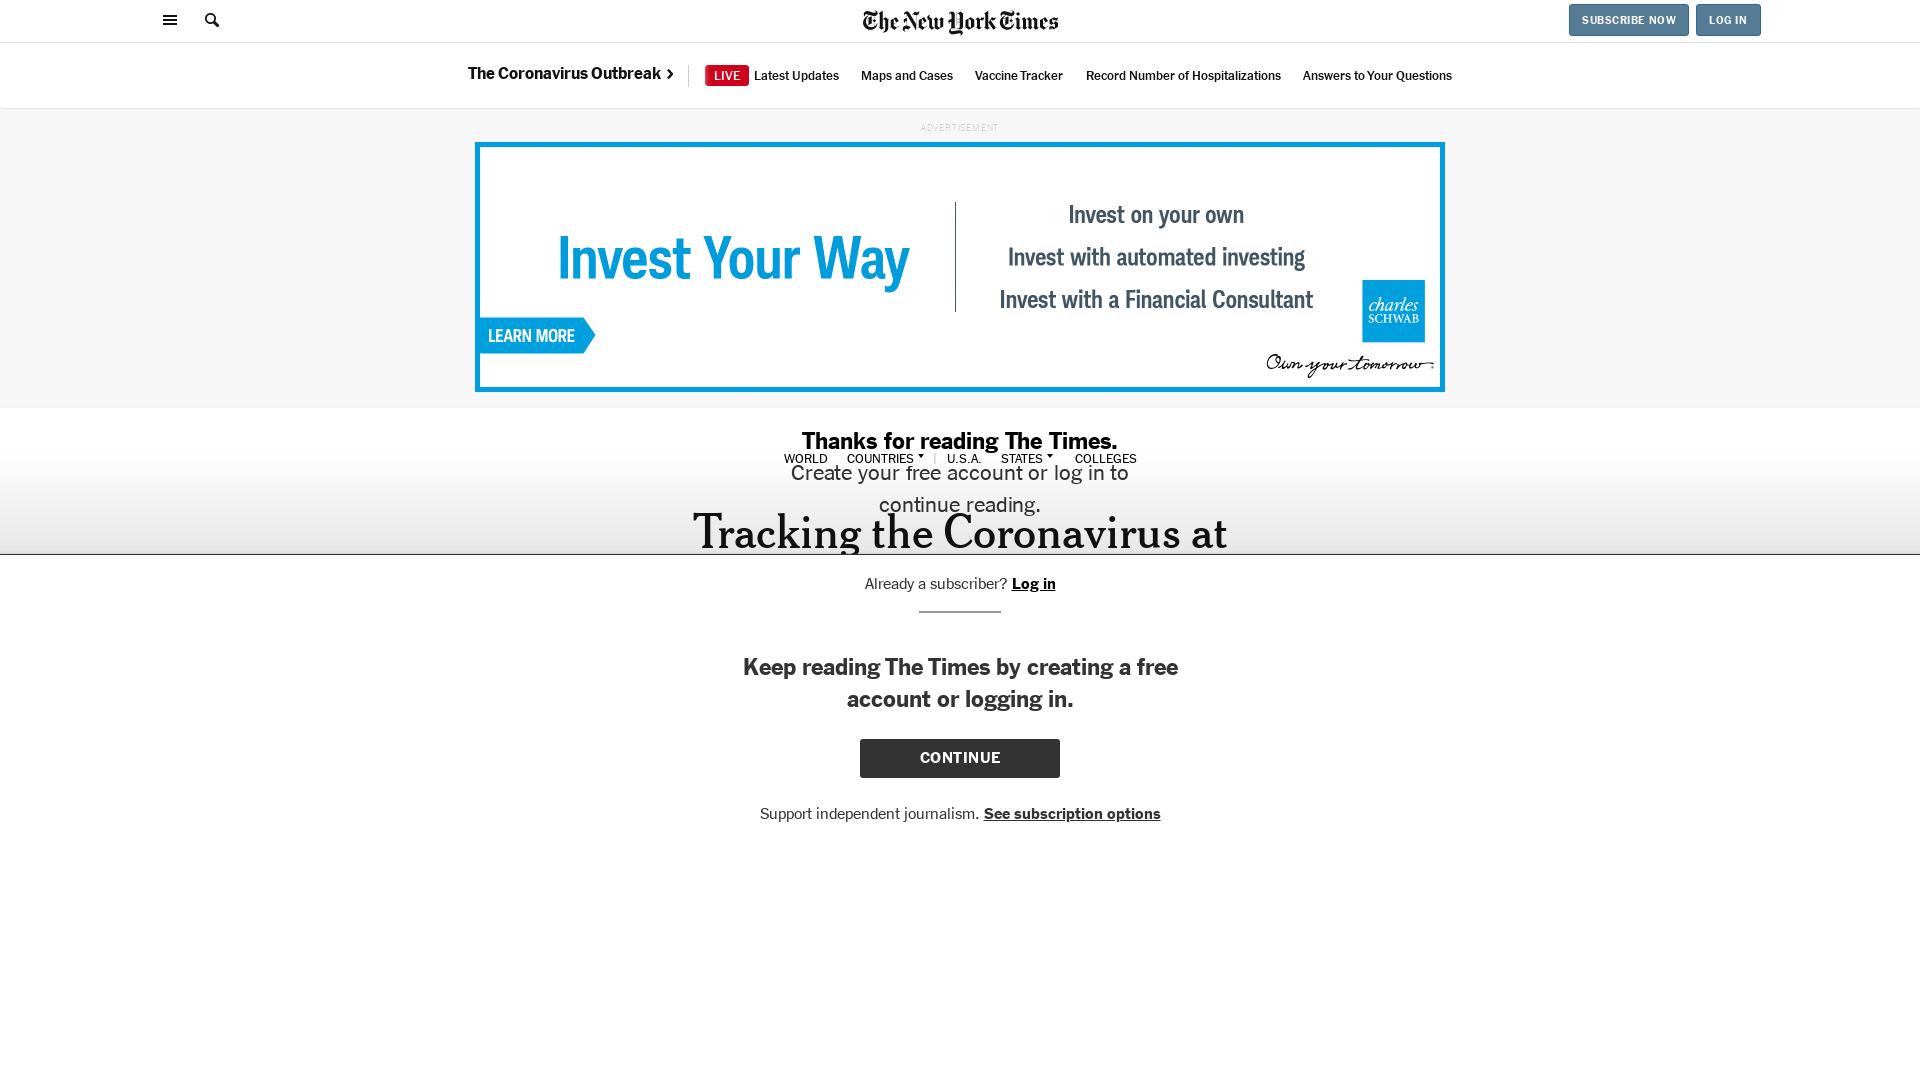 The New York Times
SUBSCRIBE NOW
LOG IN
The Coronavirus Outbreak
LIVE Latest Updates
Maps and Cases
Vaccine Tracker
Record Number of Hospitalizations
Answers to Your Questions
ADVERTISEMENT
Invest Your Way
Invest on your own
Invest with automated investing
Invest with a Financial Consultant
LEARN MORE
charles
SCHWAB
Own your tomorrow
Thanks for reading The Times.
WORLD COUNTRIES U.S.A. STATES COLLEGES
Create your free account or log in to
continue reading.
Tracking the Coronavirus at
Already a subscriber? Log in
Keep reading The Times by creating a free
account or logging in.
CONTINUE
Support independent journalism. See subscription options